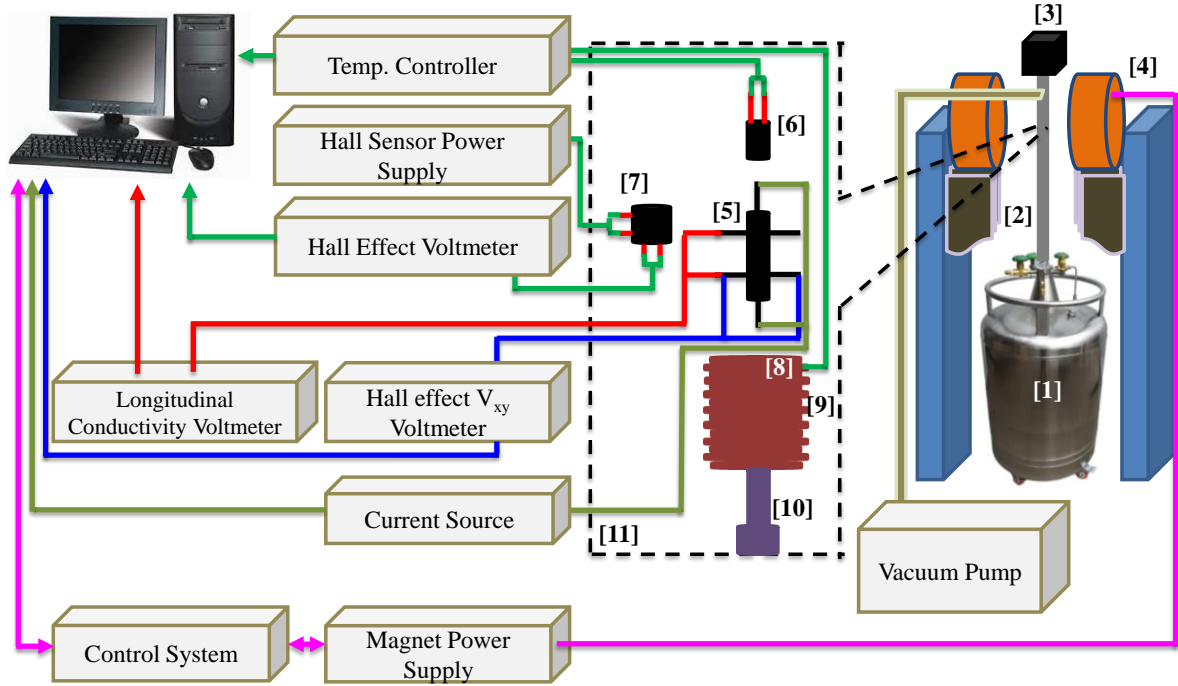 [3]
Temp. Controller
[4]
[6]
Hall Sensor Power
Supply
[7]
[5]
[2]
Hall Effect Voltmeter
[1]
[8]
[9]
Longitudinal
Conductivity Voltmeter
Hall effect Vxy
Voltmeter
[10]
Current Source
[11]
Vacuum Pump
Control System
Magnet Power
Supply